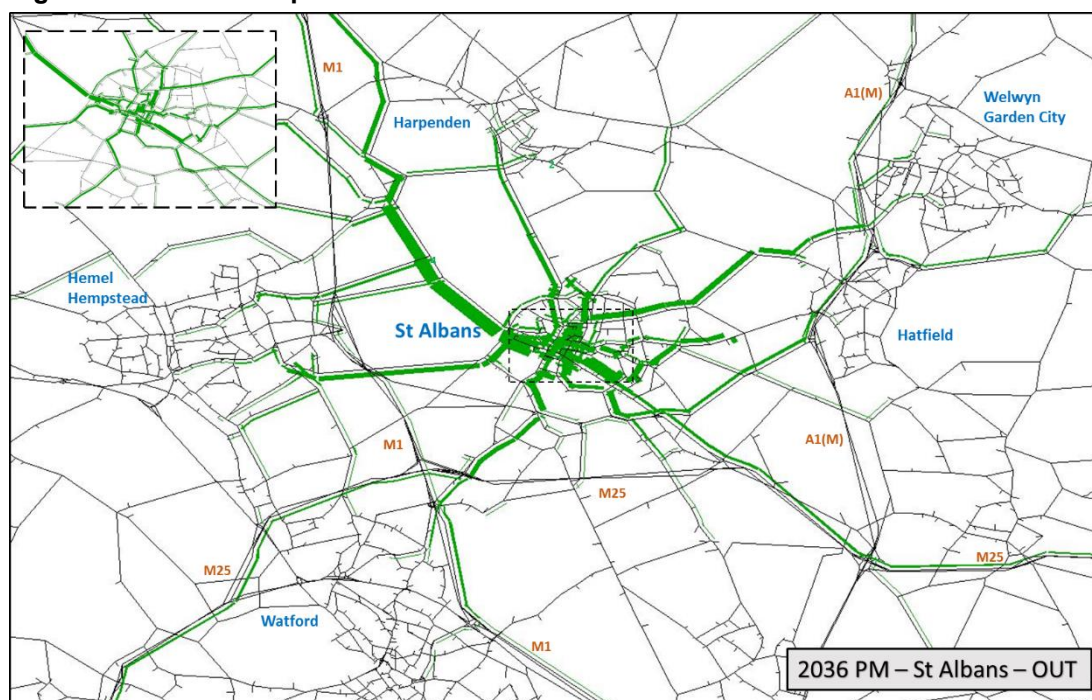 M1
A1(M)
Welwyn
Garden City
Harpenden
Hemel
Hempstead
St Albans
Hatfield
M1
A1(M)
M25
M25
M25
Watford
M1
2036 PM – St Albans – OUT